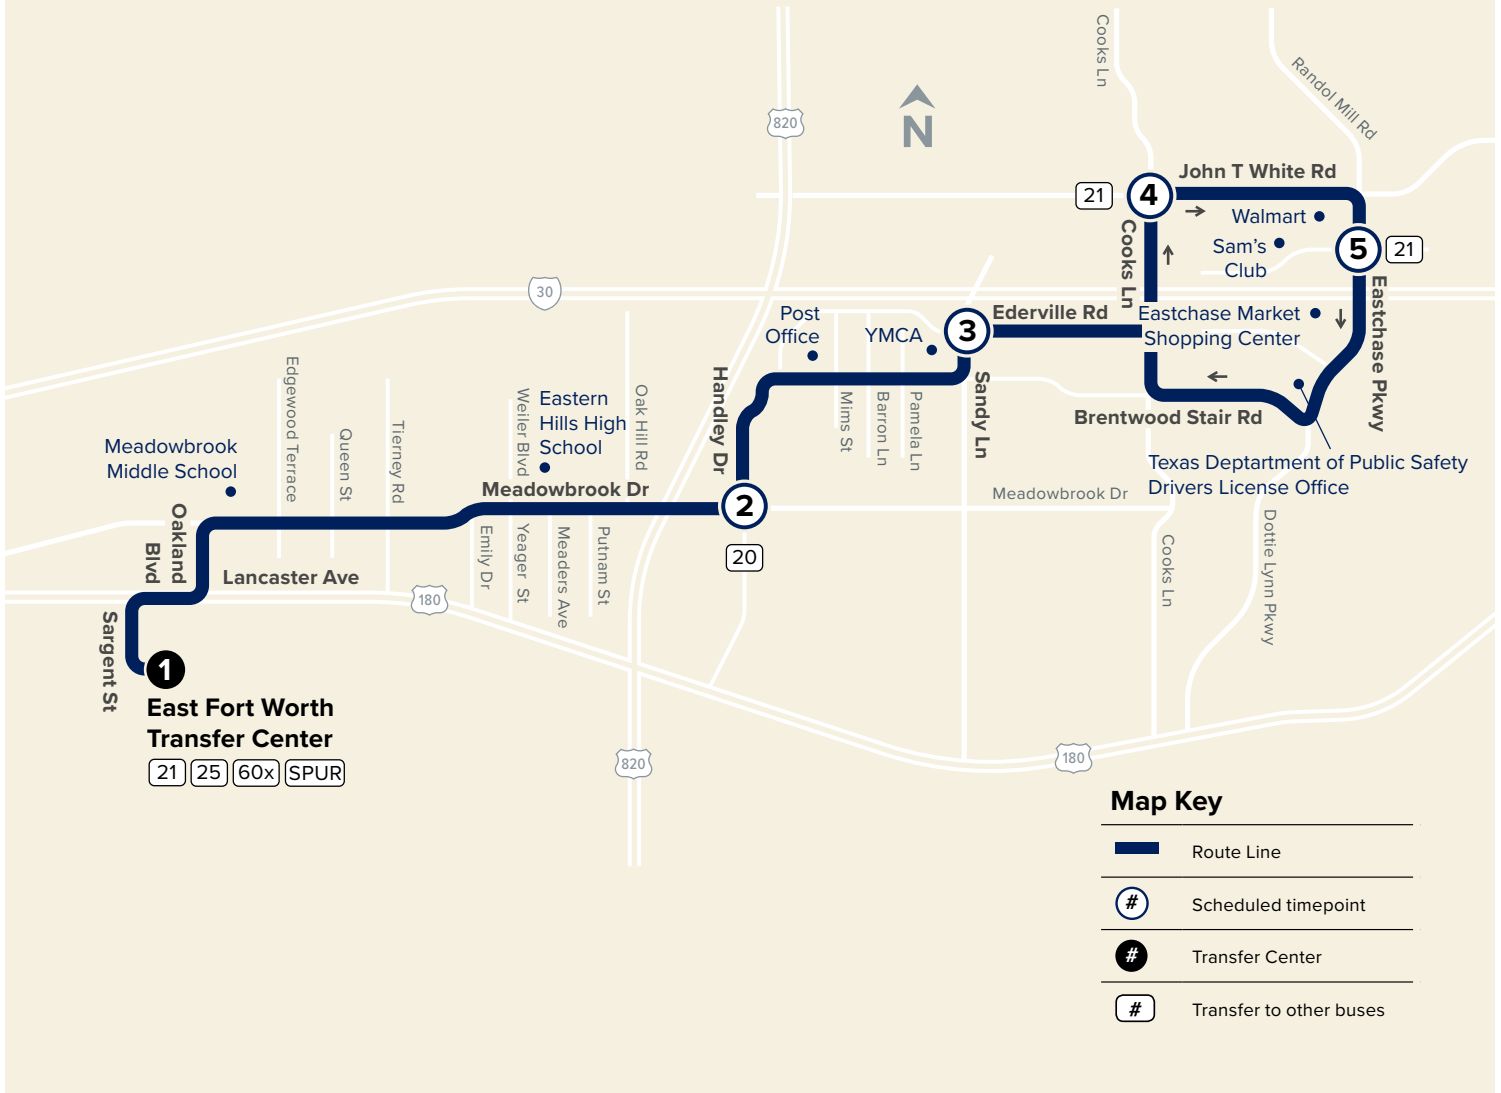 Cooks Ln
Randol Mill Rd
820
N
John T White Rd
21
4
Walmart
Sam's
Club
5
21
Cooks Ln
30
Post
Office
YMCA
3
Ederville Rd
Eastchase Market
Shopping Center
Eastchase Pkwy
Edgewood Terrace
Queen St
Tierney Rd
Weiler Blvd
Eastern
Hills High
School
Oak Hill Rd
Handley Dr
Mims St
Barron Ln
Pamela Ln
Sandy Ln
Brentwood Stair Rd
Meadowbrook
Middle School
Texas Deptartment of Public Safety
Drivers License Office
Meadowbrook Dr
2
Meadowbrook Dr
Oakland
Blvd
Emily Dr
Yeager St
Meaders Ave
Putnam St
20
Cooks Ln
Dottie Lynn Pkwy
Lancaster Ave
180
Sargent St
1
East Fort Worth
Transfer Center
21
25
60x
SPUR
820
180
Map Key
Route Line
# Scheduled timepoint
# Transfer Center
# Transfer to other buses